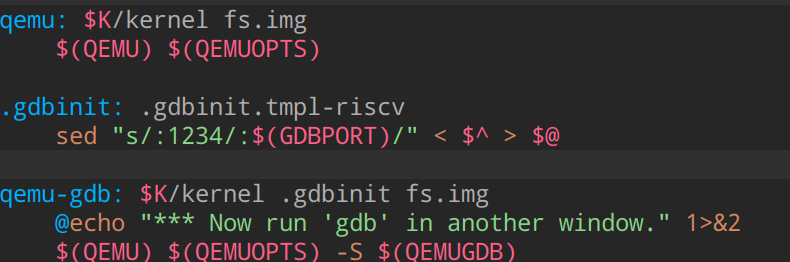 qemu: $K/kernel fs.img
    $(QEMU) $(QEMUOPTS)

.gdbinit: .gdbinit.tmpl-riscv
    sed "s/:1234/:$(GDBPORT)/" < $^ > $@

qemu-gdb: $K/kernel .gdbinit fs.img
    @echo "*** Now run 'gdb' in another window." 1>&2
    $(QEMU) $(QEMUOPTS) -S $(QEMUGDB)